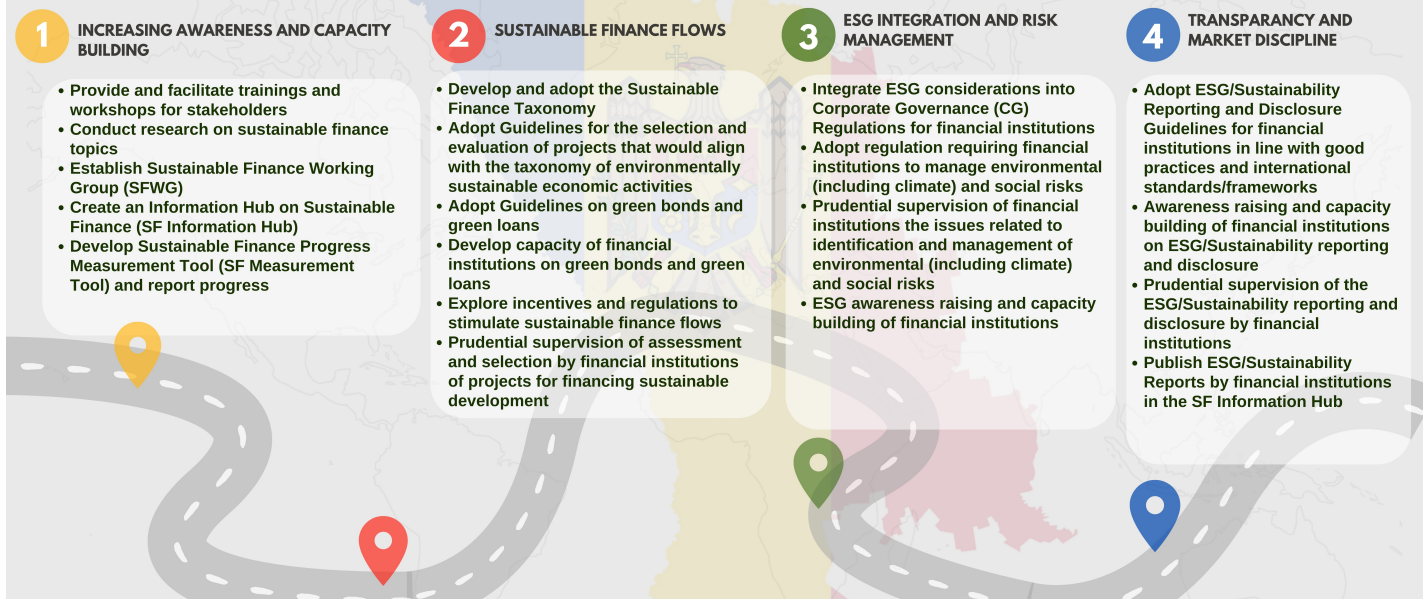 1
INCREASING AWARENESS AND CAPACITY
BUILDING
• Provide and facilitate trainings and
workshops for stakeholders
• Conduct research on sustainable finance
topics
• Establish Sustainable Finance Working
Group (SFWG)
• Create an Information Hub on Sustainable
Finance (SF Information Hub)
• Develop Sustainable Finance Progress
Measurement Tool (SF Measurement
Tool) and report progress
2
SUSTAINABLE FINANCE FLOWS
• Develop and adopt the Sustainable
Finance Taxonomy
• Adopt Guidelines for the selection and
evaluation of projects that would align
with the taxonomy of environmentally
sustainable economic activities
• Adopt Guidelines on green bonds and
green loans
• Develop capacity of financial
institutions on green bonds and green
loans
• Explore incentives and regulations to
stimulate sustainable finance flows
• Prudential supervision of assessment
and selection by financial institutions
of projects for financing sustainable
development
3
ESG INTEGRATION AND RISK
MANAGEMENT
• Integrate ESG considerations into
Corporate Governance (CG)
Regulations for financial institutions
• Adopt regulation requiring financial
institutions to manage environmental
(including climate) and social risks
• Prudential supervision of financial
institutions the issues related to
identification and management of
environmental (including climate)
and social risks
• ESG awareness raising and capacity
building of financial institutions
4
TRANSPARANCY AND
MARKET DISCIPLINE
• Adopt ESG/Sustainability
Reporting and Disclosure
Guidelines for financial
institutions in line with good
practices and international
standards/frameworks
• Awareness raising and capacity
building of financial institutions
on ESG/Sustainability reporting
and disclosure
• Prudential supervision of the
ESG/Sustainability reporting and
disclosure by financial
institutions
• Publish ESG/Sustainability
Reports by financial institutions
in the SF Information Hub